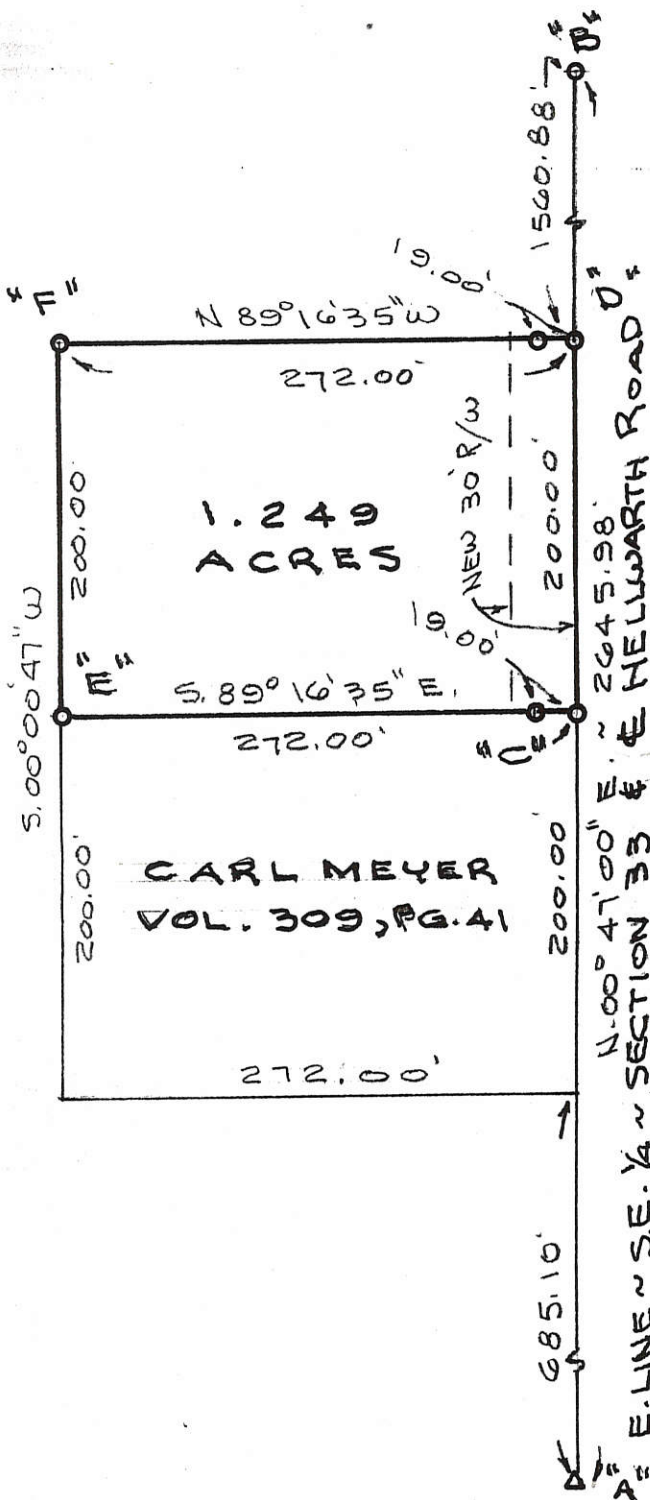 "B"
1560.88'
"F"
19.00'
N 89°16'35" W
272.00'
"D"
200.00
1.249
ACRES
NEW 30' R/W
200.00'
S.00°00'47" W
"E"
19.00'
S. 89° 16' 35" E.
272.00'
"C"
200.00'
CARL MEYER
VOL. 309, PG. 41
200.00'
272.00'
N.00° 47' 00" E. ~ 2645.98'
E. LINE ~ S.E. ¼ ~ SECTION 33 & ℄ HELLWARTH ROAD
685.10'
"A"